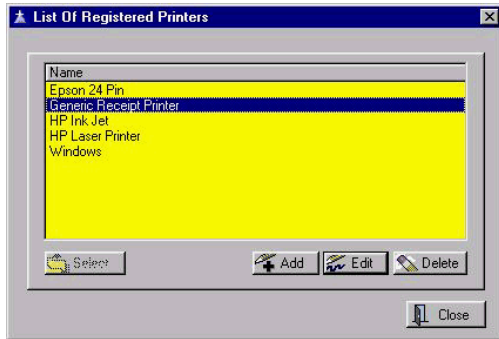 List Of Registered Printers
Name
Epson 24 Pin
Generic Receipt Printer
HP Ink Jet
HP Laser Printer
Windows
Select
Add
Edit
Delete
Close